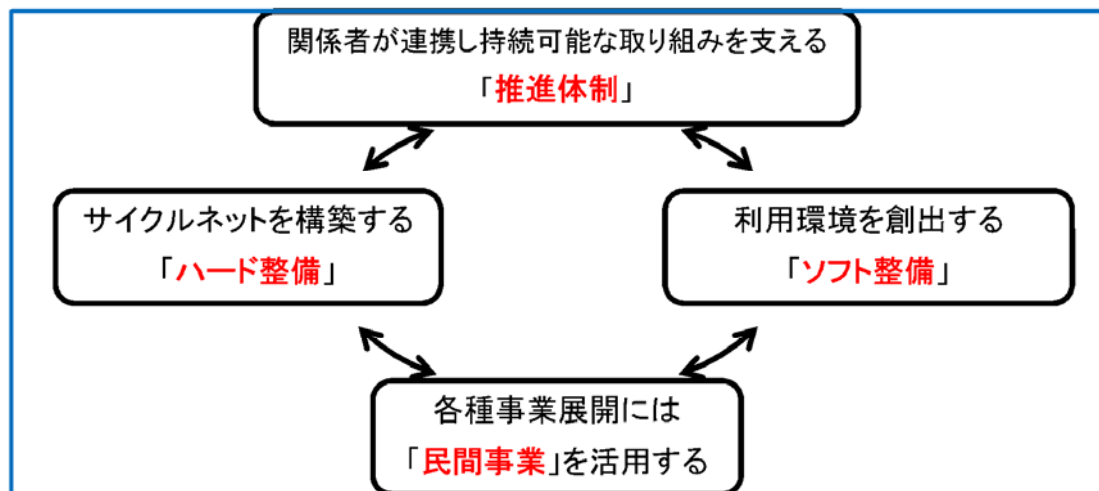 関係者が連携し持続可能な取り組みを支える
「推進体制」
サイクルネットを構築する
「ハード整備」
利用環境を創出する
「ソフト整備」
各種事業展開には
「民間事業」を活用する